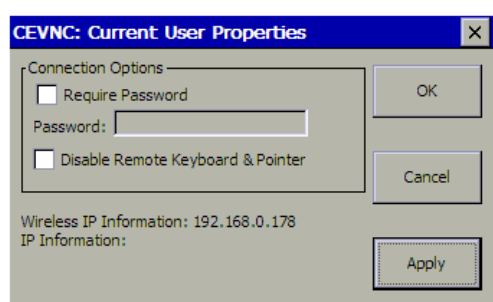 CEVNC: Current User Properties
Connection Options
Require Password
OK
Password:
Disable Remote Keyboard & Pointer
Cancel
Wireless IP Information: 192.168.0.178
IP Information:
Apply